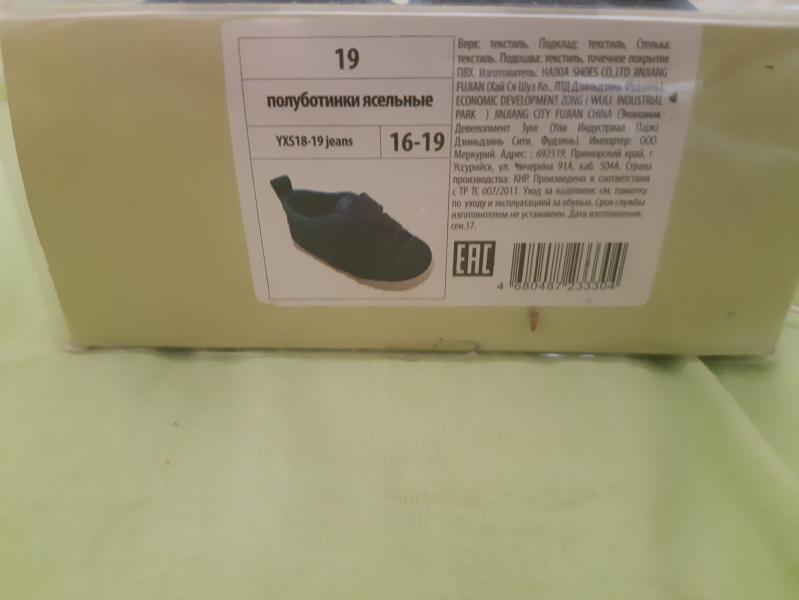 19
полуботинки ясельные
YXS18-19 jeans
16-19
Верх: текстиль. Подклад: текстиль. Стелька:
текстиль. Подошва: текстиль, точечное покрытие
ПВХ. Изготовитель: HAIXIA SHOES CO.,LTD JINJIANG
FUJIAN (Хай Ся Шуз Ко., ЛТД Дзиньдзянь Фудзянь),
ECONOMIC DEVELOPMENT ZONG ( WULI INDUSTRIAL
PARK ) JINJIANG CITY FUJIAN CHINA (Экономик
Девелопмент Зунг (Ули Индустриал Парк)
Дзиньдзянь Сити, Фудзянь). Импортер: ООО
Меркурий. Адрес: : 692519, Приморский край, г.
Уссурийск, ул. Чичерина 91А, каб. 504А. Страна
производства: КНР. Произведено в соответствии
с ТР ТС 007/2011. Уход за изделием: см. памятку
по уходу и эксплуатацией за обувью. Срок службы
изготовителем не установлен. Дата изготовления:
сен.17.
EAC
4 680487 233304